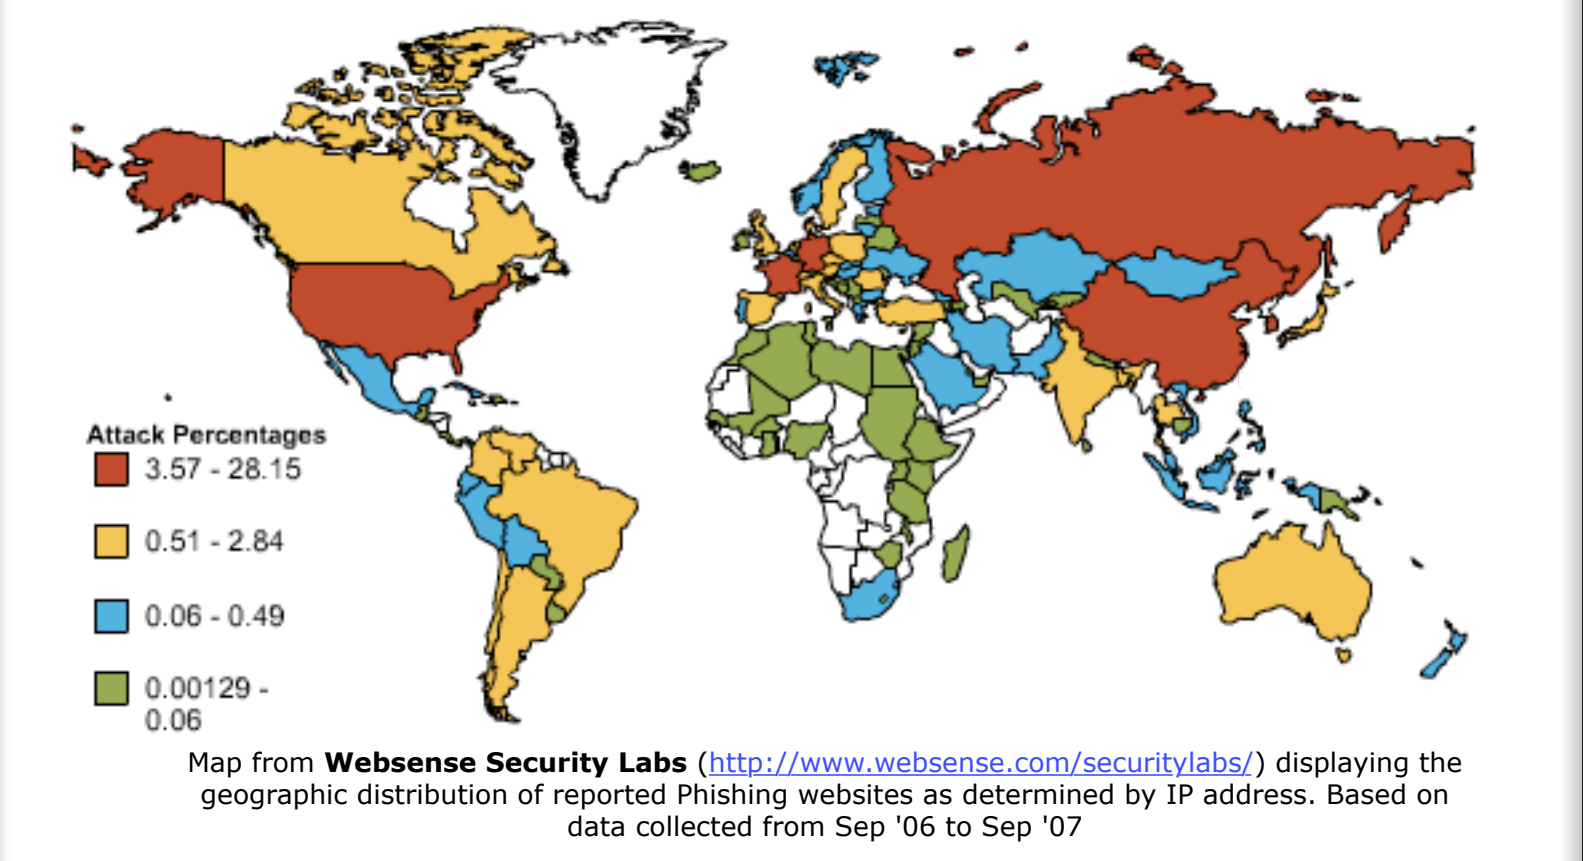 Attack Percentages
3.57 - 28.15
0.51 - 2.84
0.06 - 0.49
0.00129 -
0.06
Map from Websense Security Labs (http://www.websense.com/securitylabs/) displaying the
geographic distribution of reported Phishing websites as determined by IP address. Based on
data collected from Sep '06 to Sep '07